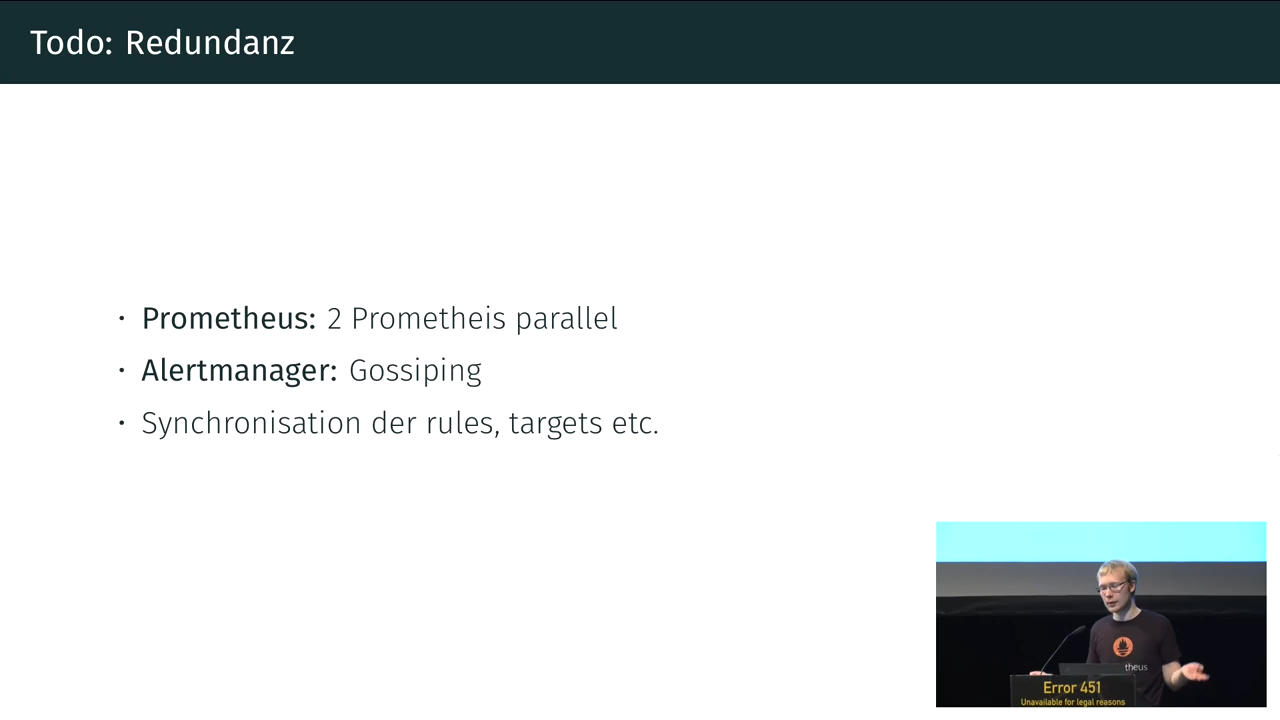 Todo: Redundanz
· Prometheus: 2 Prometheis parallel
· Alertmanager: Gossiping
· Synchronisation der rules, targets etc.
theus
Error 451
Unavailable for legal reasons